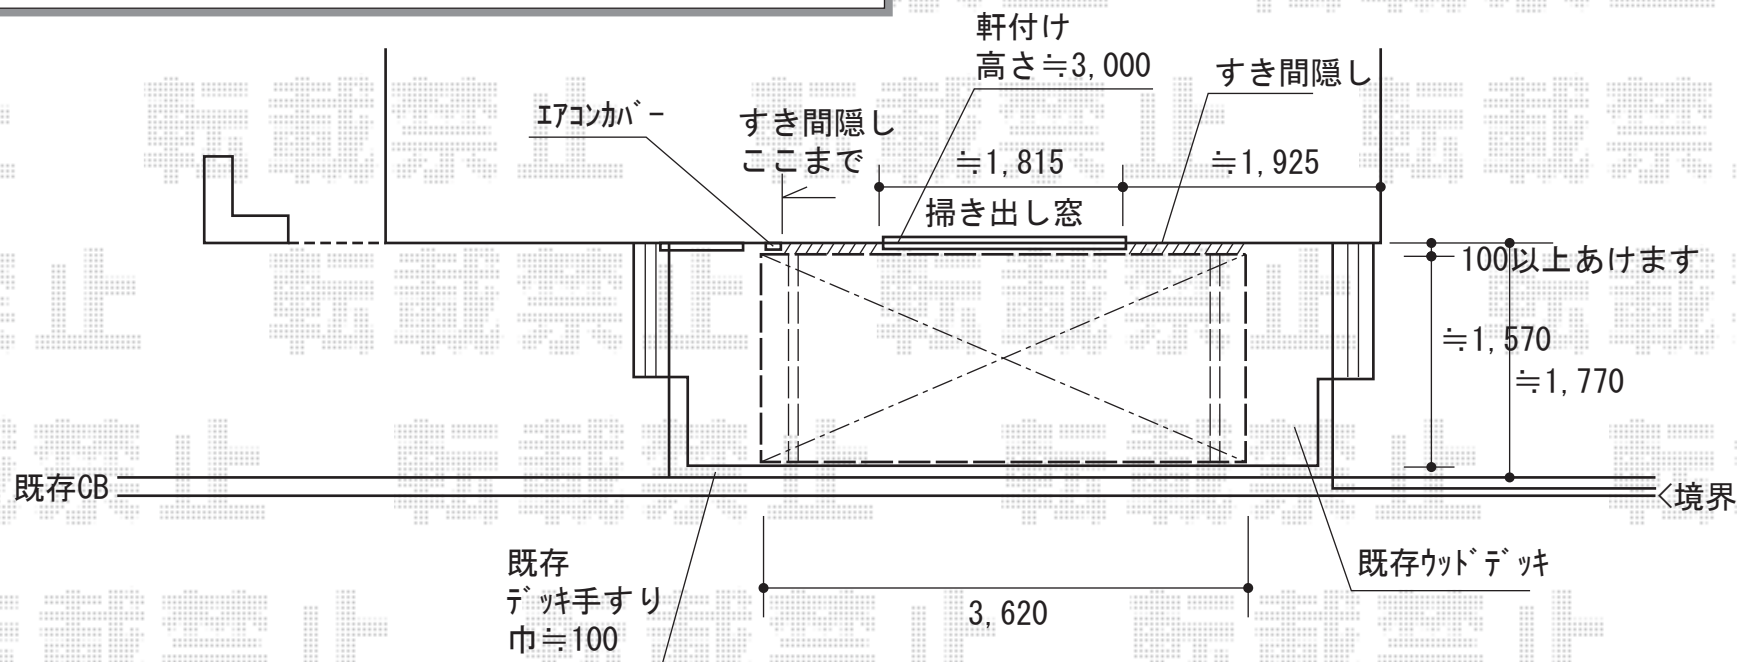 軒付け
高さ≒3,000
すき間隠し
ｴｱｺﾝｶﾊﾞｰ
すき間隠し
ここまで
≒1,815
≒1,925
掃き出し窓
100以上あけます
≒1,570
≒1,770
既存CB
<境界
既存
ﾃﾞｯｷ手すり
巾≒100
3,620
既存ｳｯﾄﾞﾃﾞｯｷ
転載禁止